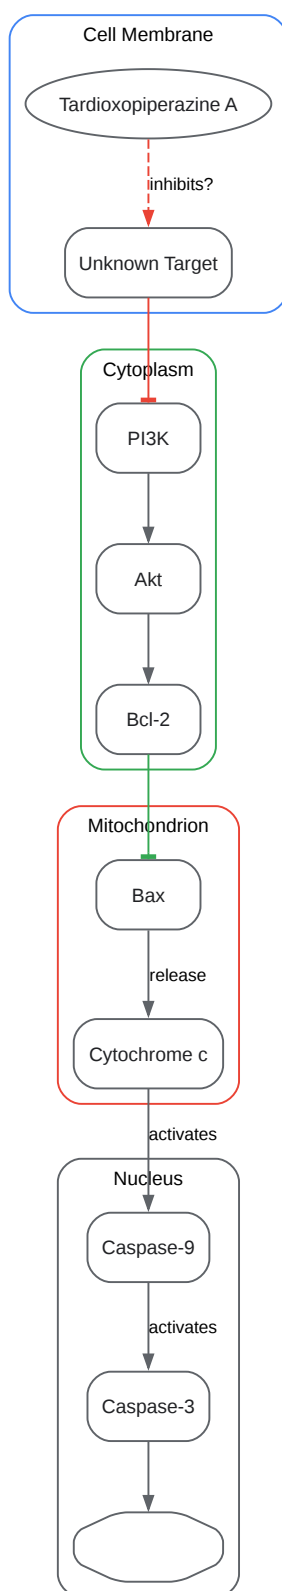 Cell Membrane
Tardioxopiperazine A
inhibits?
Unknown Target
Cytoplasm
PI3K
Akt
Bcl-2
Mitochondrion
Bax
release
Cytochrome c
activates
Nucleus
Caspase-9
activates
Caspase-3